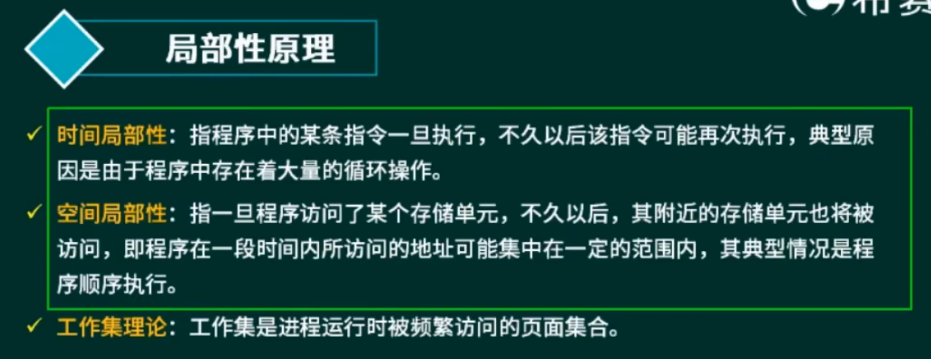 局部性原理
✓ 时间局部性：指程序中的某条指令一旦执行，不久以后该指令可能再次执行，典型原
因是由于程序中存在着大量的循环操作。
✓ 空间局部性：指一旦程序访问了某个存储单元，不久以后，其附近的存储单元也将被
访问，即程序在一段时间内所访问的地址可能集中在一定的范围内，其典型情况是程
序顺序执行。
✓ 工作集理论：工作集是进程运行时被频繁访问的页面集合。